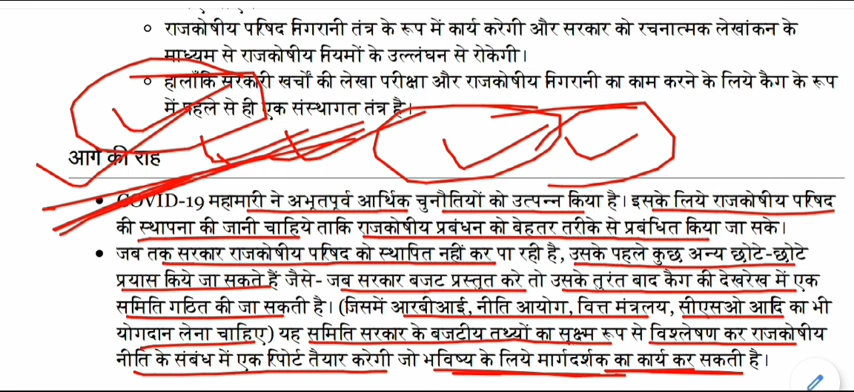 राजकोषीय परिषद निगरानी तंत्र के रूप में कार्य करेगी और सरकार को रचनात्मक लेखांकन के
माध्यम से राजकोषीय नियमों के उल्लंघन से रोकेगी।
हालाँकि सरकारी खर्चों की लेखा परीक्षा और राजकोषीय निगरानी का काम करने के लिये कैग के रूप
में पहले से ही एक संस्थागत तंत्र है।
आगे की राह
COVID-19 महामारी ने अभूतपूर्व आर्थिक चुनौतियों को उत्पन्न किया है। इसके लिये राजकोषीय परिषद
की स्थापना की जानी चाहिये ताकि राजकोषीय प्रबंधन को बेहतर तरीके से प्रबंधित किया जा सके।
जब तक सरकार राजकोषीय परिषद को स्थापित नहीं कर पा रही है, उसके पहले कुछ अन्य छोटे-छोटे
प्रयास किये जा सकते हैं जैसे- जब सरकार बजट प्रस्तुत करे तो उसके तुरंत बाद कैग की देखरेख में एक
समिति गठित की जा सकती है। (जिसमें आरबीआई, नीति आयोग, वित्त मंत्रलय, सीएसओ आदि का भी
योगदान लेना चाहिए) यह समिति सरकार के बजटीय तथ्यों का सूक्ष्म रूप से विश्लेषण कर राजकोषीय
नीति के संबंध में एक रिपोर्ट तैयार करेगी जो भविष्य के लिये मार्गदर्शक का कार्य कर सकती है।